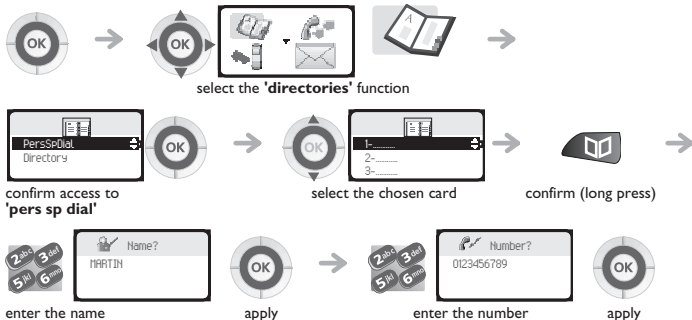 OK
OK
A
select the 'directories' function
PersSpDial
Directory
OK
OK
1-..........
2-..........
3-..........
confirm access to
'pers sp dial'
select the chosen card
confirm (long press)
2abc 3def
5jkl 6mno
Name?
MARTIN
OK
2abc 3def
5jkl 6mno
Number?
0123456789
OK
enter the name
apply
enter the number
apply